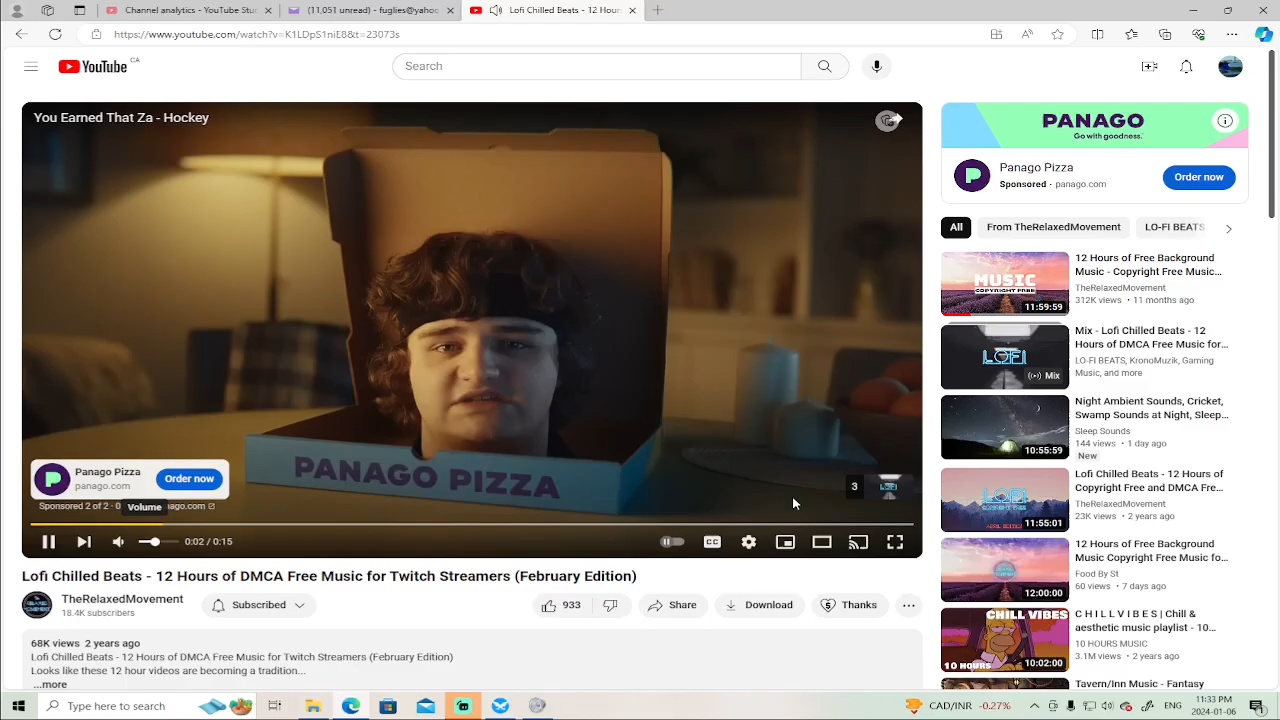 Channel analytics - YouTube Stu
(11,051 unread) - fuglies@yahoo
Lofi Chilled Beats - 12 Hour
https://www.youtube.com/watch?v=K1LDpS1niE8&t=23073s
YouTube CA
Search
You Earned That Za - Hockey
PANAGO PIZZA
Panago Pizza
panago.com
Order now
Sponsored 2 of 2 · 0
Volume
iago.com
3
0:02 / 0:15
CC
Lofi Chilled Beats - 12 Hours of DMCA Free Music for Twitch Streamers (February Edition)
TheRelaxedMovement
18.4K subscribers
Subscribed
933
Share
Download
Thanks
68K views 2 years ago
Lofi Chilled Beats - 12 Hours of DMCA Free Music for Twitch Streamers (February Edition)
Looks like these 12 hour videos are becoming a tradition...
...more
PANAGO
Go with goodness.
Panago Pizza
Sponsored · panago.com
Order now
All
From TheRelaxedMovement
LO-FI BEATS
MUSIC
COPYRIGHT FREE
11:59:59
12 Hours of Free Background
Music - Copyright Free Music...
TheRelaxedMovement
312K views • 11 months ago
LOFI
Mix
Mix - Lofi Chilled Beats - 12
Hours of DMCA Free Music for...
LO-FI BEATS, KronoMuzik, Gaming
Music, and more
10:55:59
Night Ambient Sounds, Cricket,
Swamp Sounds at Night, Sleep...
Sleep Sounds
144 views • 1 day ago
New
LOFI
11:55:01
Lofi Chilled Beats - 12 Hours of
Copyright Free and DMCA Fre...
TheRelaxedMovement
23K views • 2 years ago
12:00:00
12 Hours of Free Background
Music Copyright Free Music fo...
Food By St
60 views • 7 days ago
CHILL VIBES
10 HOURS
10:02:00
C H I L L V I B E S | Chill &
aesthetic music playlist - 10...
10 HOURS MUSIC
3.1M views • 2 years ago
Tavern/Inn Music - Fantasy
Type here to search
CAD/INR -0.27%
ENG
11:33 PM
2024-01-06